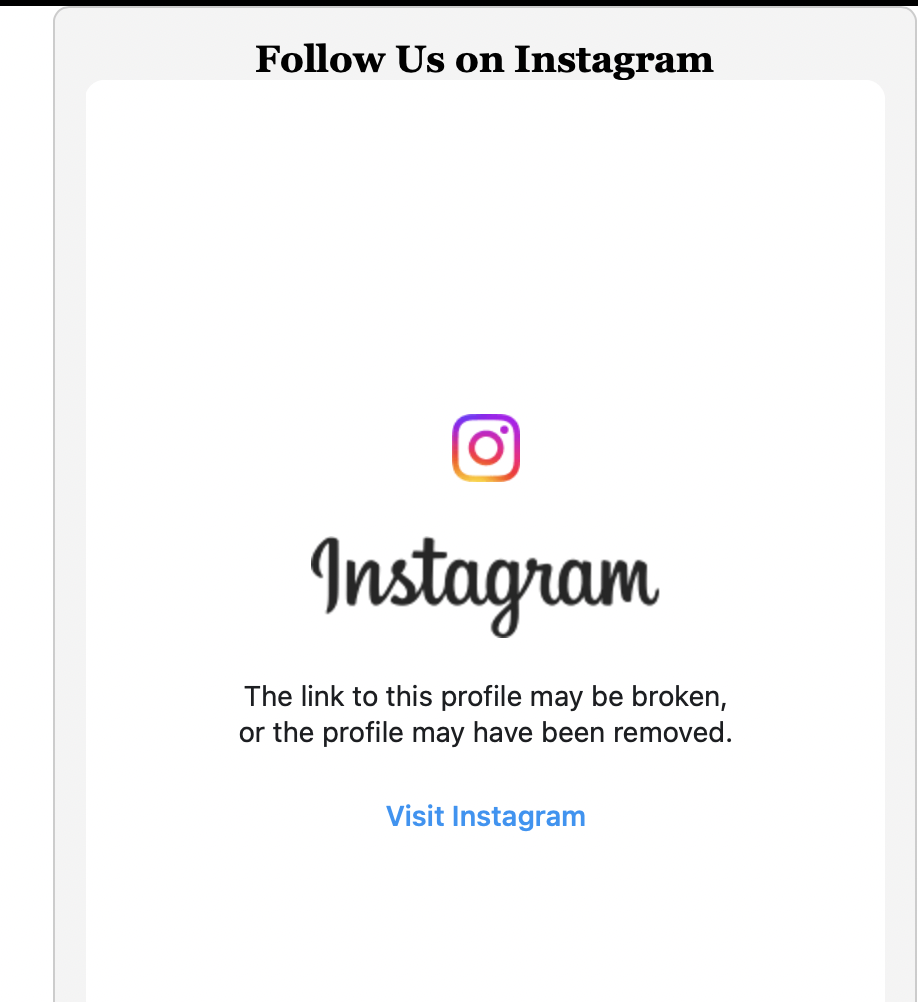 Follow Us on Instagram
Instagram
The link to this profile may be broken,
or the profile may have been removed.
Visit Instagram